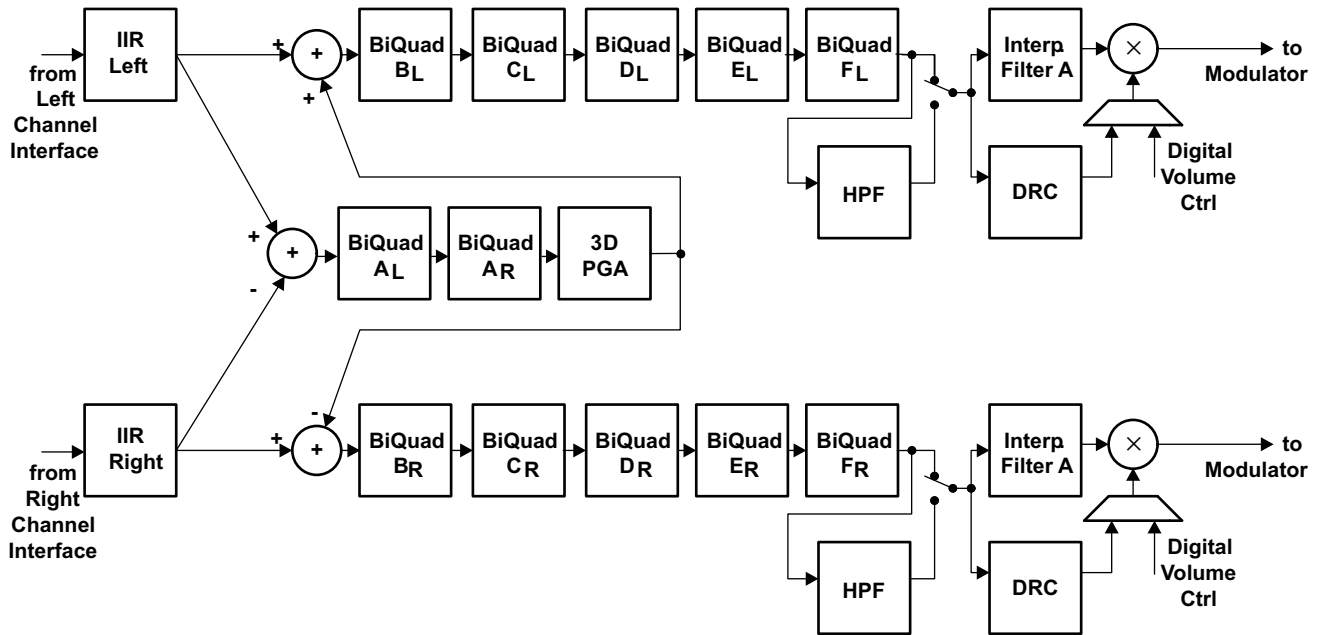 IIR
Left
from
Left
Channel
Interface
+
+
+
BiQuad
BL
BiQuad
CL
BiQuad
DL
BiQuad
EL
BiQuad
FL
HPF
Interp.
Filter A
×
to
Modulator
DRC
Digital
Volume
Ctrl
+
-
+
BiQuad
AL
BiQuad
AR
3D
PGA
IIR
Right
from
Right
Channel
Interface
+
-
+
BiQuad
BR
BiQuad
CR
BiQuad
DR
BiQuad
ER
BiQuad
FR
HPF
Interp.
Filter A
×
to
Modulator
DRC
Digital
Volume
Ctrl